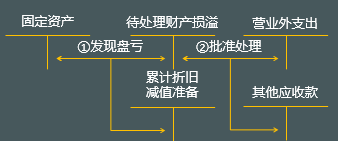 固定资产
待处理财产损溢
营业外支出
①发现盘亏
②批准处理
累计折旧
减值准备
其他应收款